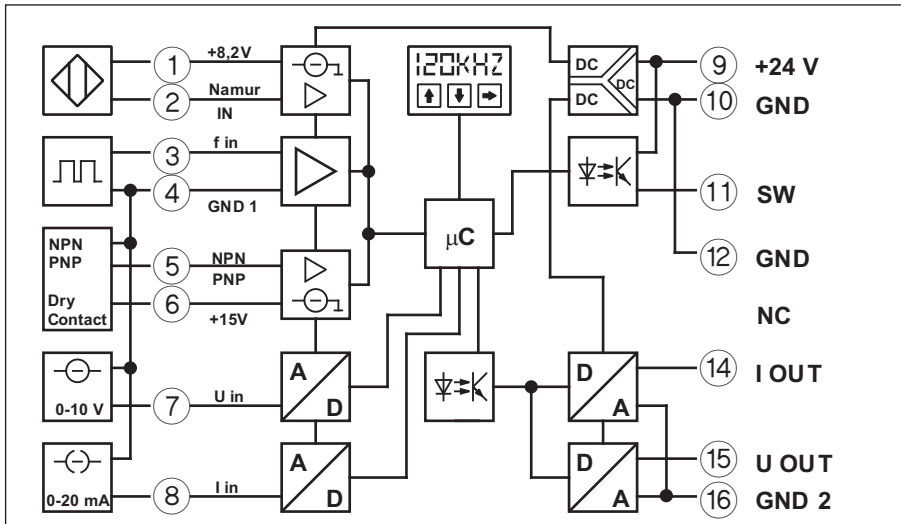 1 +8,2V
2 Namur
IN
3 f in
4
GND 1
NPN
PNP
Dry
Contact
5 NPN
PNP
6
+15V
0-10 V
7 U in
0-20 mA
8 I in
A
D
A
D
120KHZ
µC
DC
DC
DC
9 +24 V
10 GND
11 SW
12 GND
NC
D
A
14 I OUT
D
A
15 U OUT
16 GND 2